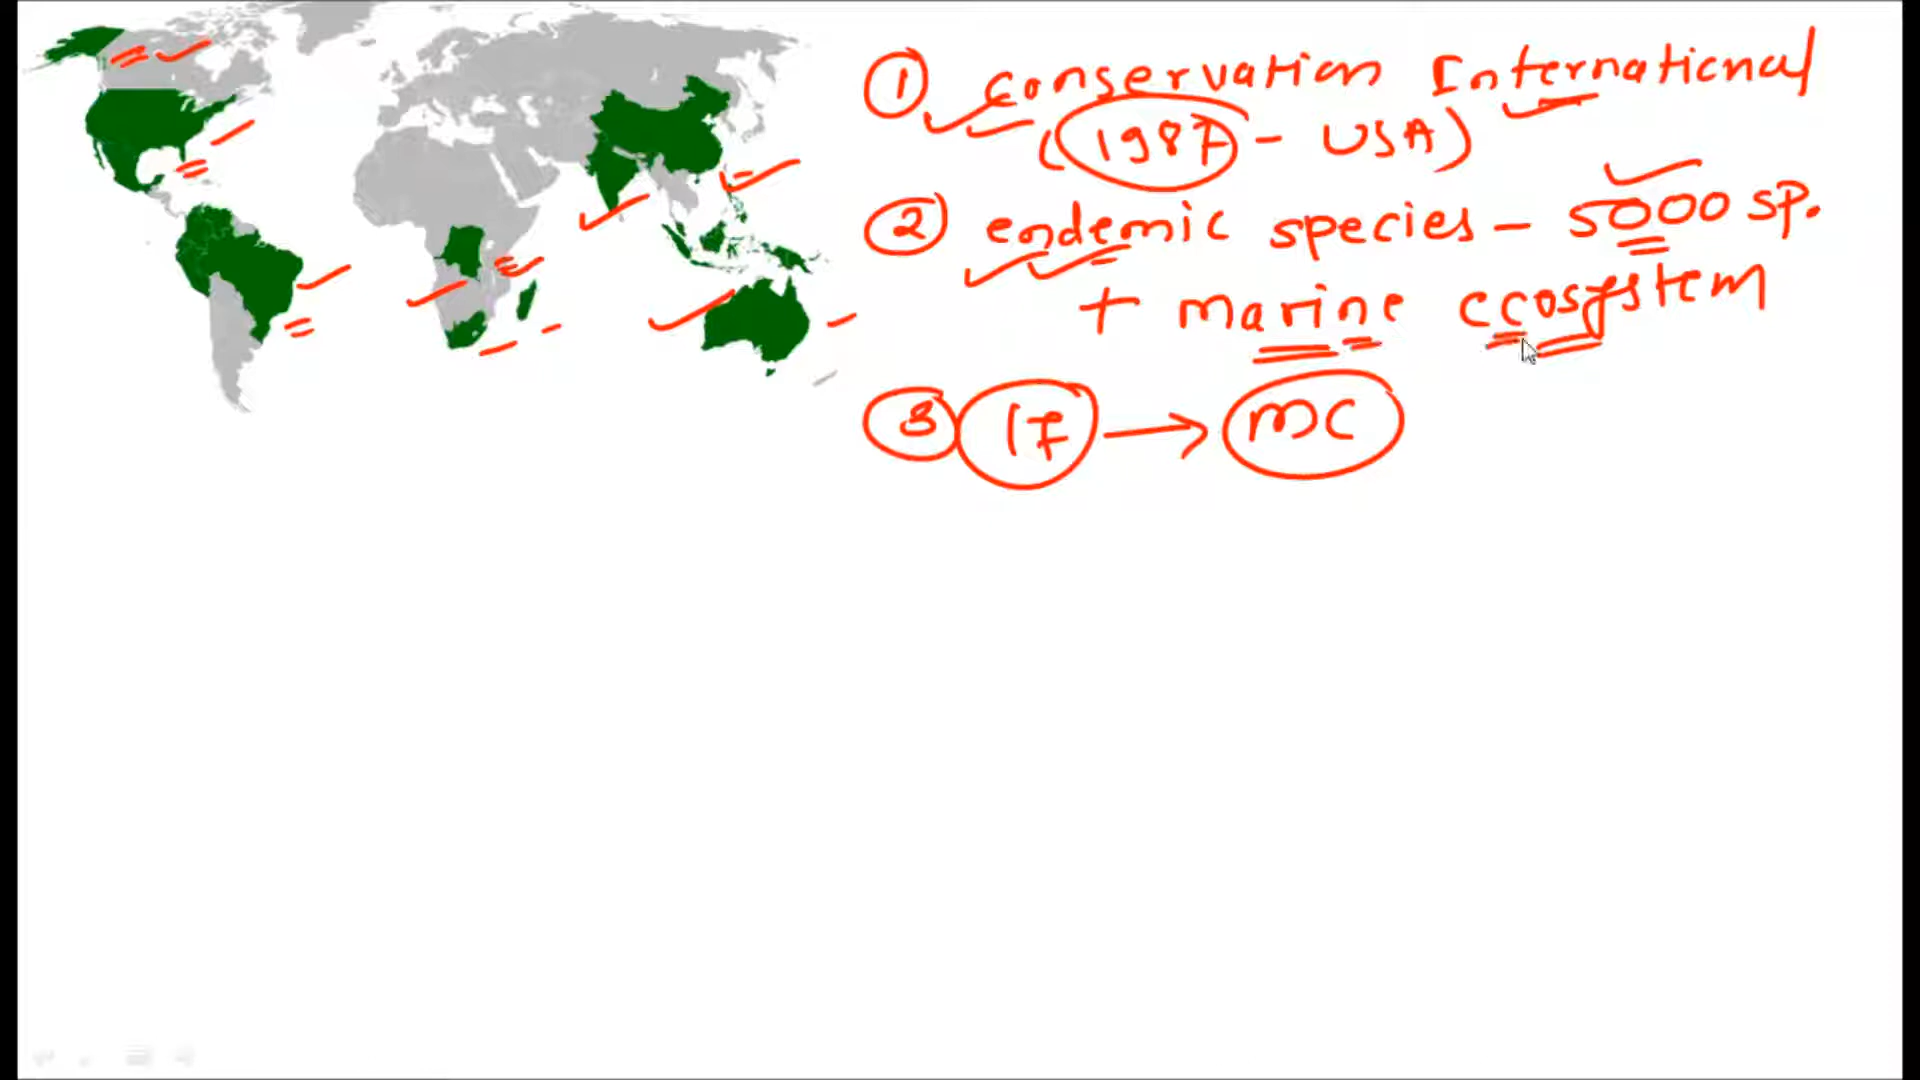 ① conservation International
(1987 - USA)
② endemic species - 5000 sp.
+ marine ecosystem
③ 17 → MC